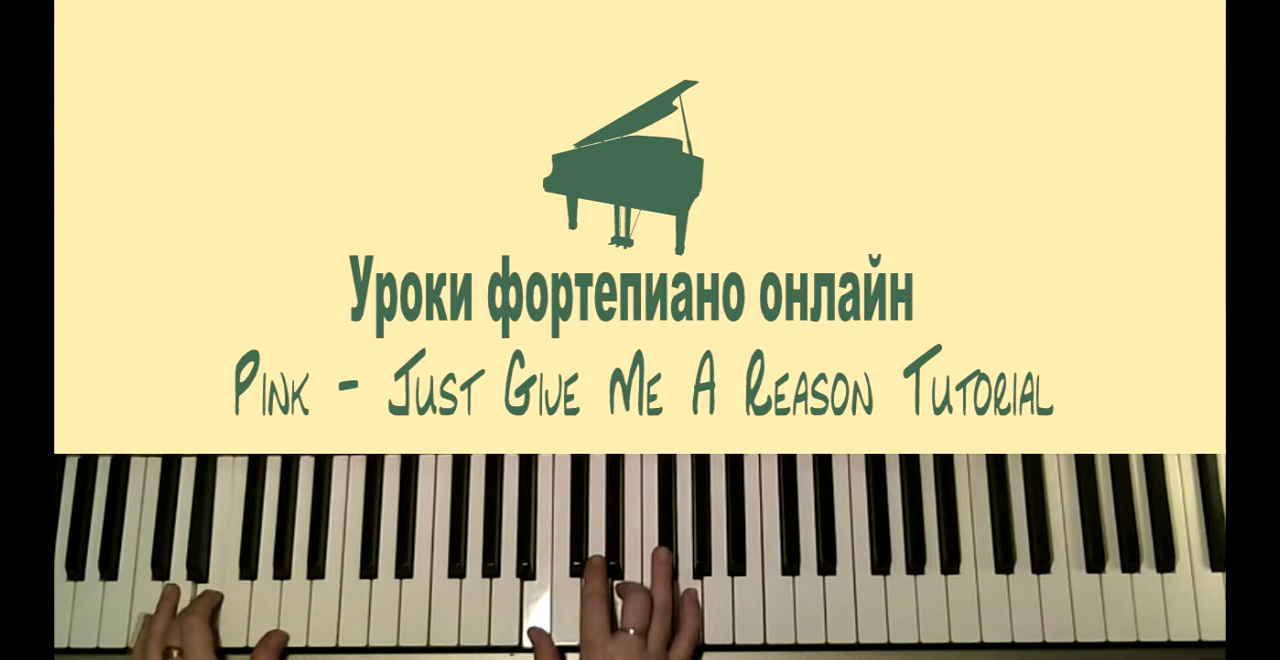 Уроки фортепиано онлайн
Pink - Just Give Me A Reason Tutorial